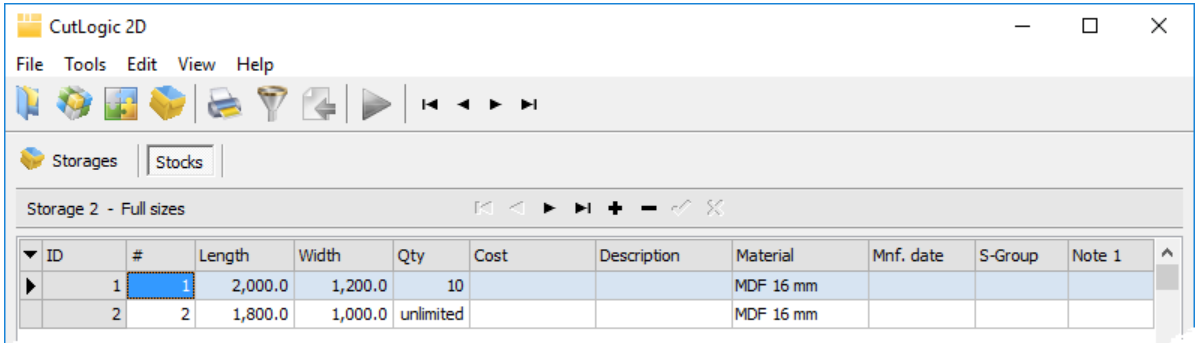 CutLogic 2D
File Tools Edit View Help
Storages Stocks
Storage 2 - Full sizes
ID # Length Width Qty Cost Description Material Mnf. date S-Group Note 1
1 1 2,000.0 1,200.0 10 MDF 16 mm
2 2 1,800.0 1,000.0 unlimited MDF 16 mm